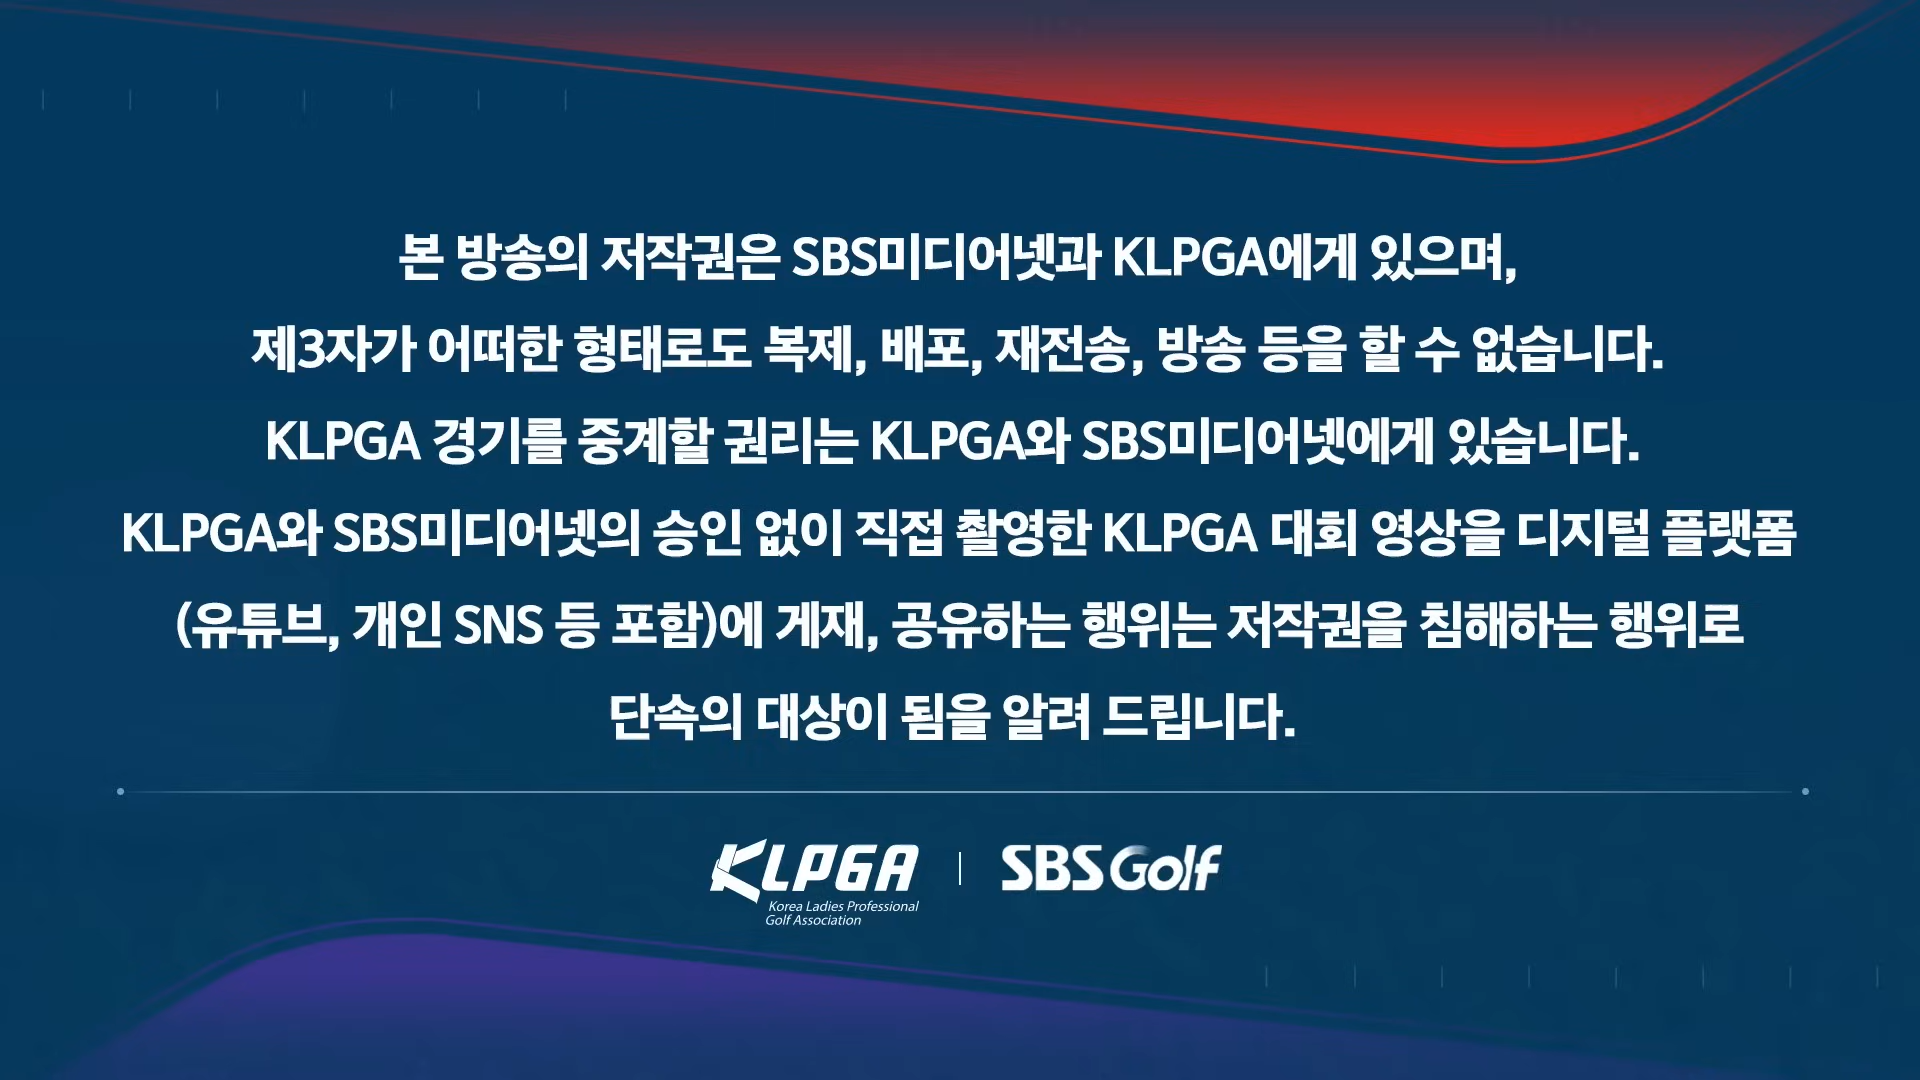 본 방송의 저작권은 SBS미디어넷과 KLPGA에게 있으며,
제3자가 어떠한 형태로도 복제, 배포, 재전송, 방송 등을 할 수 없습니다.
KLPGA 경기를 중계할 권리는 KLPGA와 SBS미디어넷에게 있습니다.
KLPGA와 SBS미디어넷의 승인 없이 직접 촬영한 KLPGA 대회 영상을 디지털 플랫폼
(유튜브, 개인 SNS 등 포함)에 게재, 공유하는 행위는 저작권을 침해하는 행위로
단속의 대상이 됨을 알려 드립니다.
KLPGA
Korea Ladies Professional
Golf Association
SBS Golf